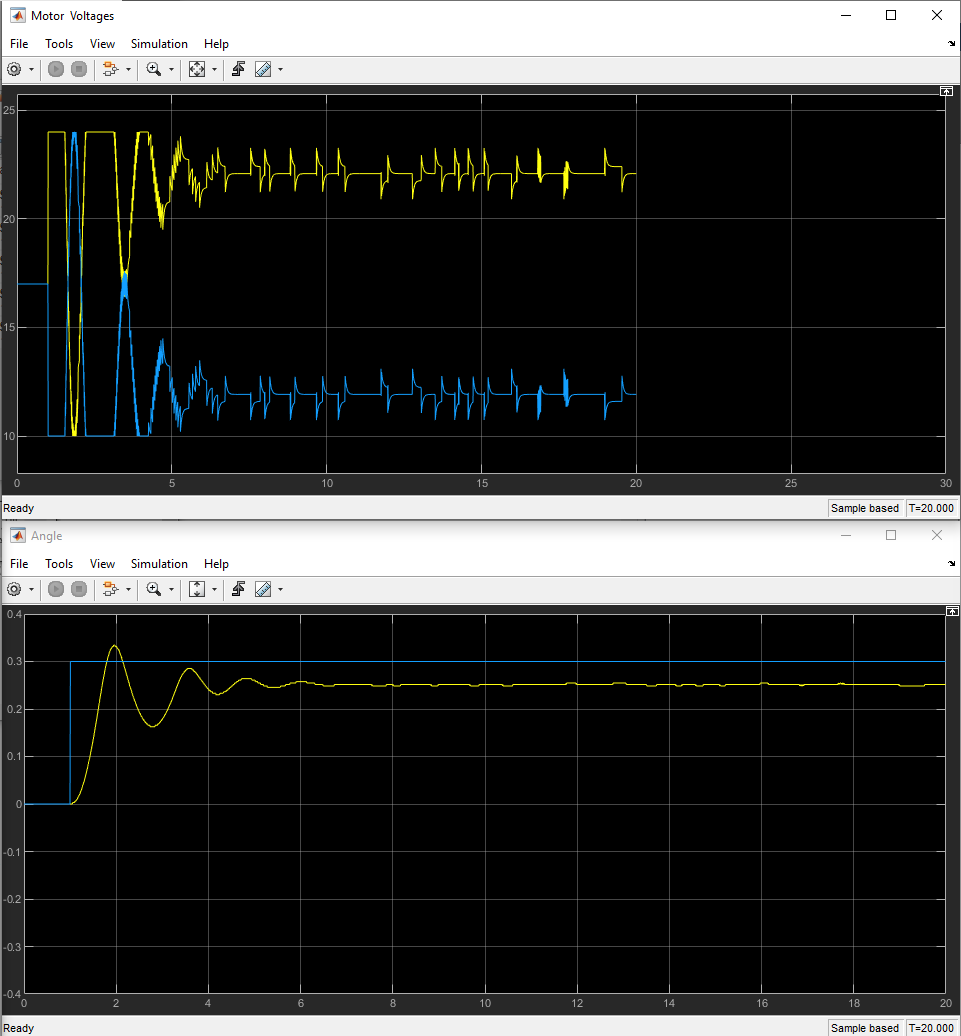 Motor Voltages
File Tools View Simulation Help
25
20
15
10
0 5 10 15 20 25 30
Ready Sample based T=20.000
Angle
File Tools View Simulation Help
0.4
0.3
0.2
0.1
0
-0.1
-0.2
-0.3
-0.4
0 2 4 6 8 10 12 14 16 18 20
Ready Sample based T=20.000